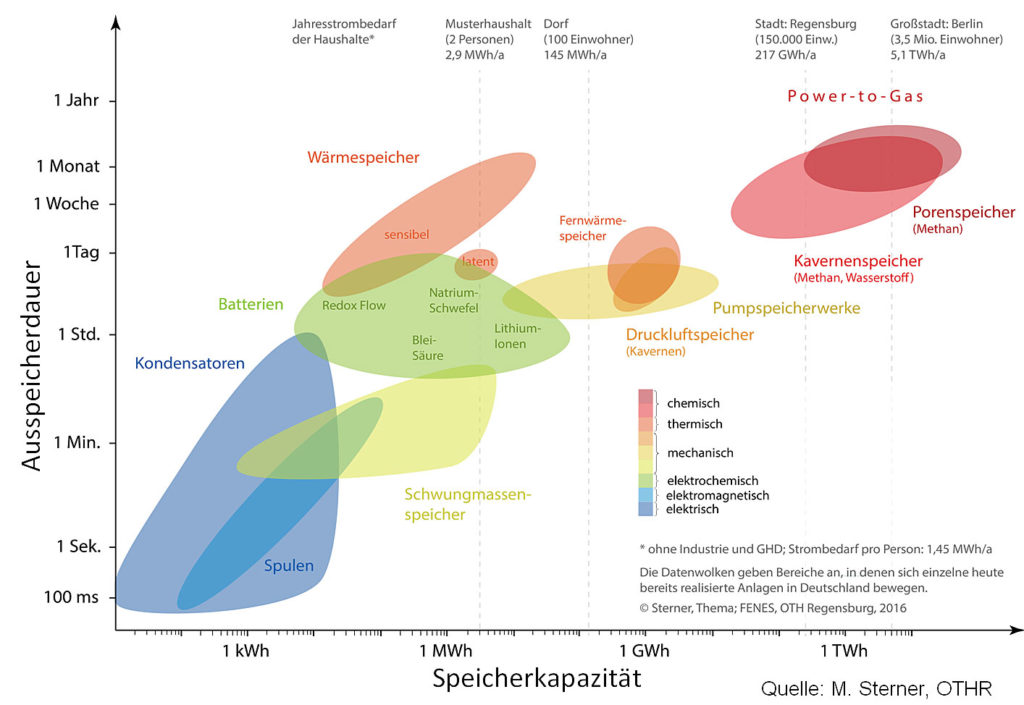 Jahresstrombedarf
der Haushalte*
Musterhaushalt
(2 Personen)
2,9 MWh/a
Dorf
(100 Einwohner)
145 MWh/a
Stadt: Regensburg
(150.000 Einw.)
217 GWh/a
Großstadt: Berlin
(3,5 Mio. Einwohner)
5,1 TWh/a
Ausspeicherdauer
1 Jahr
1 Monat
1 Woche
1Tag
1 Std.
1 Min.
1 Sek.
100 ms
Power-to-Gas
Wärmespeicher
sensibel
latent
Fernwärme-
speicher
Porenspeicher
(Methan)
Kavernenspeicher
(Methan, Wasserstoff)
Batterien
Redox Flow
Natrium-
Schwefel
Blei-
Säure
Lithium-
Ionen
Pumpspeicherwerke
Druckluftspeicher
(Kavernen)
Kondensatoren
Schwungmassen-
speicher
Spulen
chemisch
thermisch
mechanisch
elektrochemisch
elektromagnetisch
elektrisch
* ohne Industrie und GHD; Strombedarf pro Person: 1,45 MWh/a
Die Datenwolken geben Bereiche an, in denen sich einzelne heute
bereits realisierte Anlagen in Deutschland bewegen.
© Sterner, Thema; FENES, OTH Regensburg, 2016
1 kWh
1 MWh
1 GWh
1 TWh
Speicherkapazität
Quelle: M. Sterner, OTHR